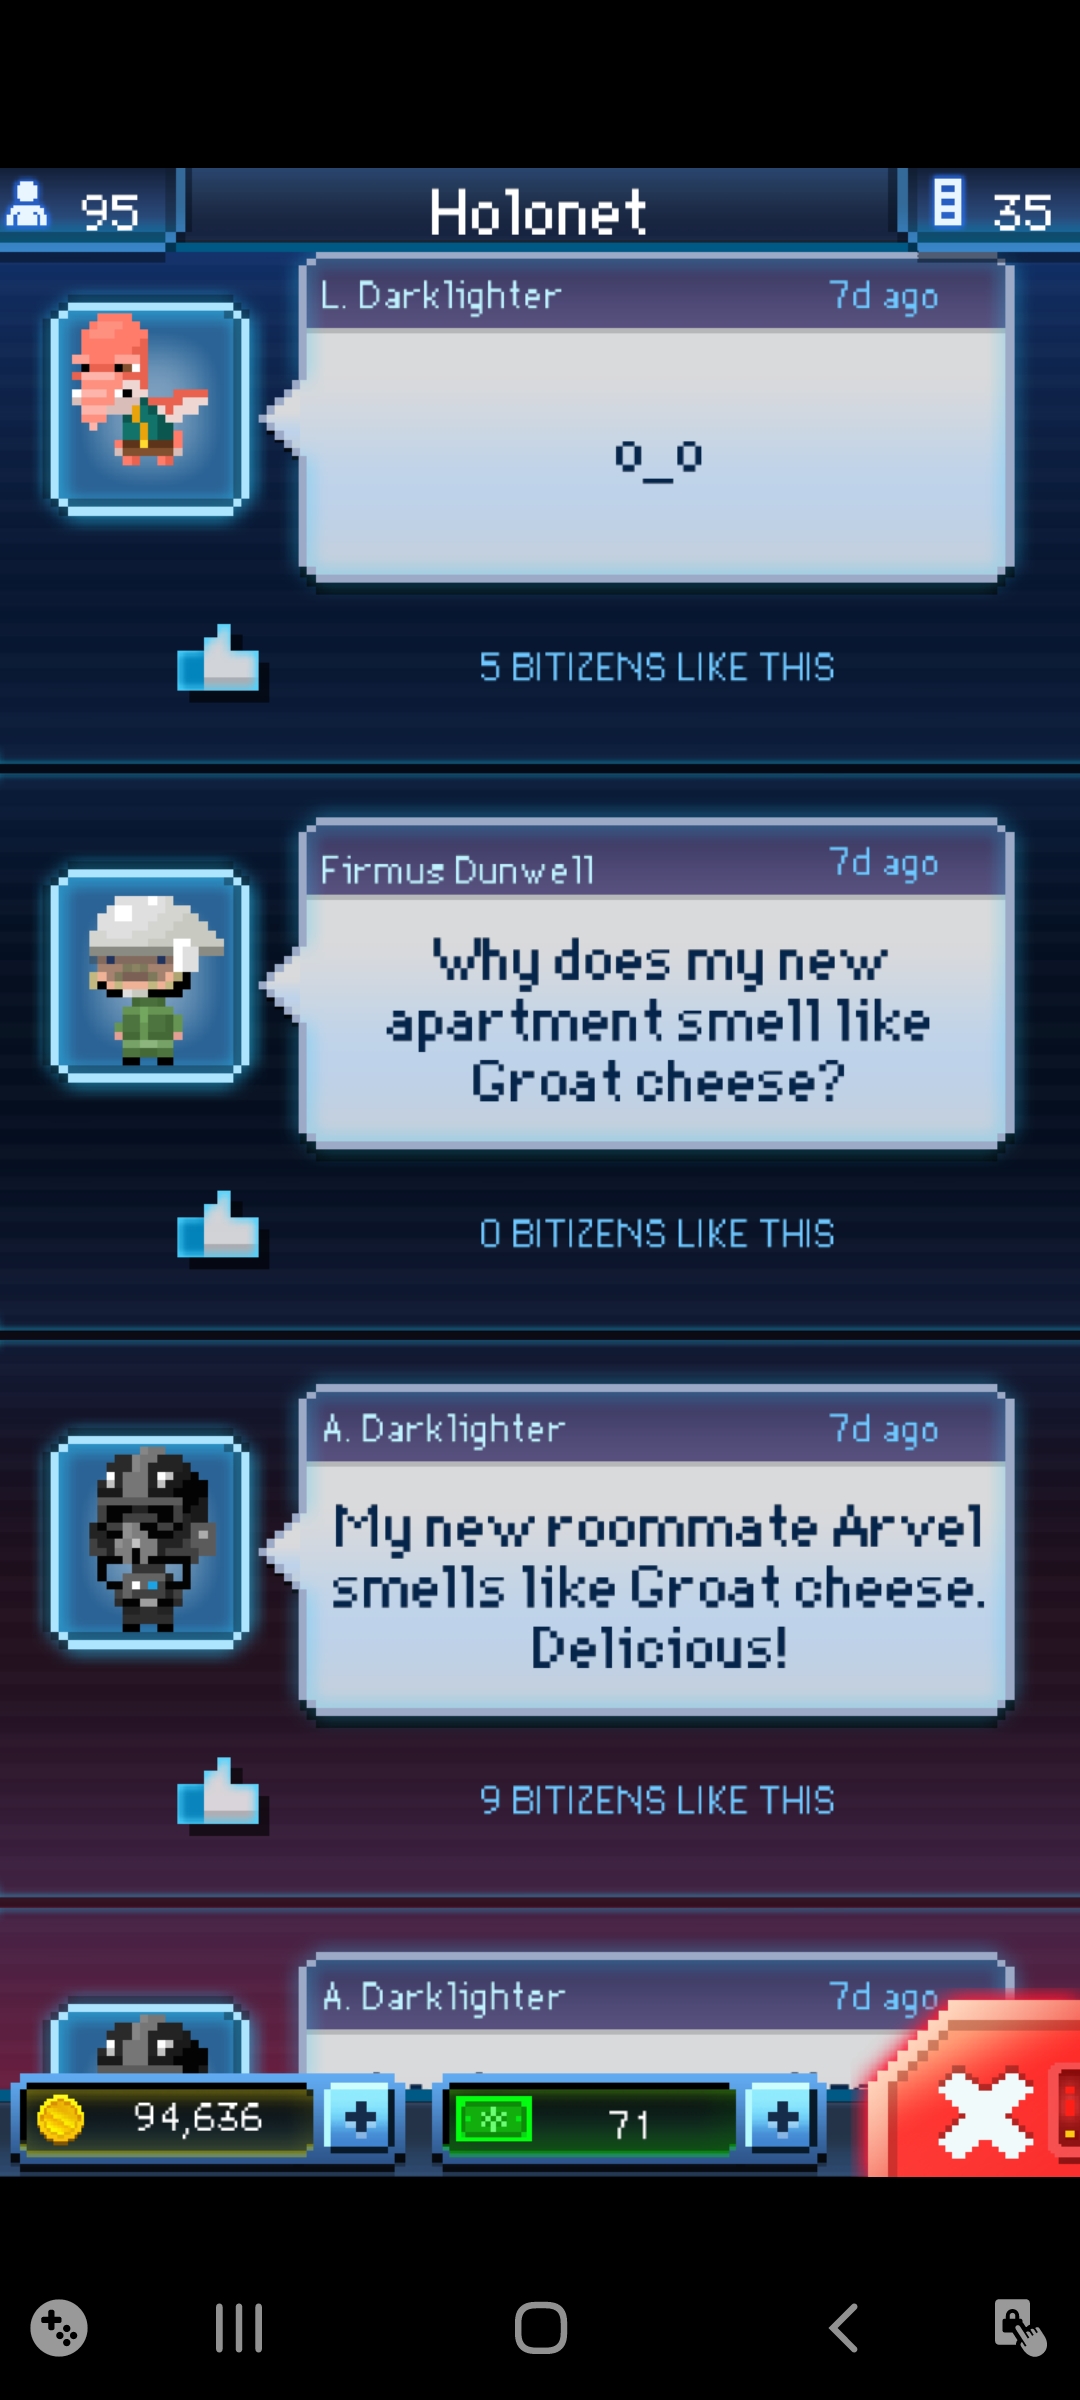 95 Holonet 35
L. Darklighter 7d ago
o_o
5 BITIZENS LIKE THIS
Firmus Dunwell 7d ago
Why does my new
apartment smell like
Groat cheese?
0 BITIZENS LIKE THIS
A. Darklighter 7d ago
My new roommate Arvel
smells like Groat cheese.
Delicious!
9 BITIZENS LIKE THIS
A. Darklighter 7d ago
94,636 71